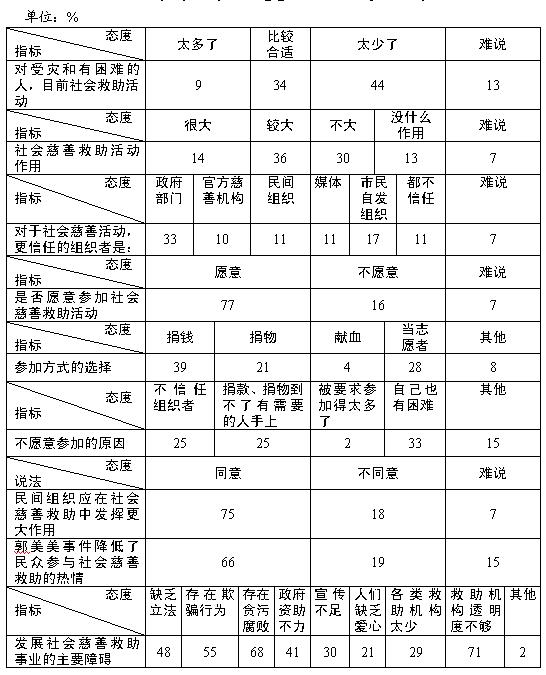 单位：%
态度
指标
太多了
比较
合适
太少了
难说
对受灾和有困难的
人，目前社会救助活
动
9
34
44
13
态度
指标
很大
较大
不大
没什么
作用
难说
社会慈善救助活动
作用
14
36
30
13
7
态度
指标
政府
部门
官方慈
善机构
民间
组织
媒体
市民
自发
组织
都不
信任
难说
对于社会慈善活动，
更信任的组织者是：
33
10
11
11
17
11
7
态度
指标
愿意
不愿意
难说
是否愿意参加社会
慈善救助活动
77
16
7
态度
指标
捐钱
捐物
献血
当志
愿者
其他
参加方式的选择
39
21
4
28
8
态度
指标
不信任
组织者
捐款、捐物到
不了有需要
的人手上
被要求参
加得太多
了
自己也
有困难
其他
不愿意参加的原因
25
25
2
33
15
态度
说法
同意
不同意
难说
民间组织应在社会
慈善救助中发挥更
大作用
75
18
7
郭美美事件降低了
民众参与社会慈善
救助的热情
66
19
15
态度
指标
缺乏
立法
存在欺
骗行为
存在
贪污
腐败
政府
资助
不力
宣传
不足
人们
缺乏
爱心
各类救
助机构
太少
救助机
构透明
度不够
其他
发展社会慈善救助
事业的主要障碍
48
55
68
41
30
21
29
71
2